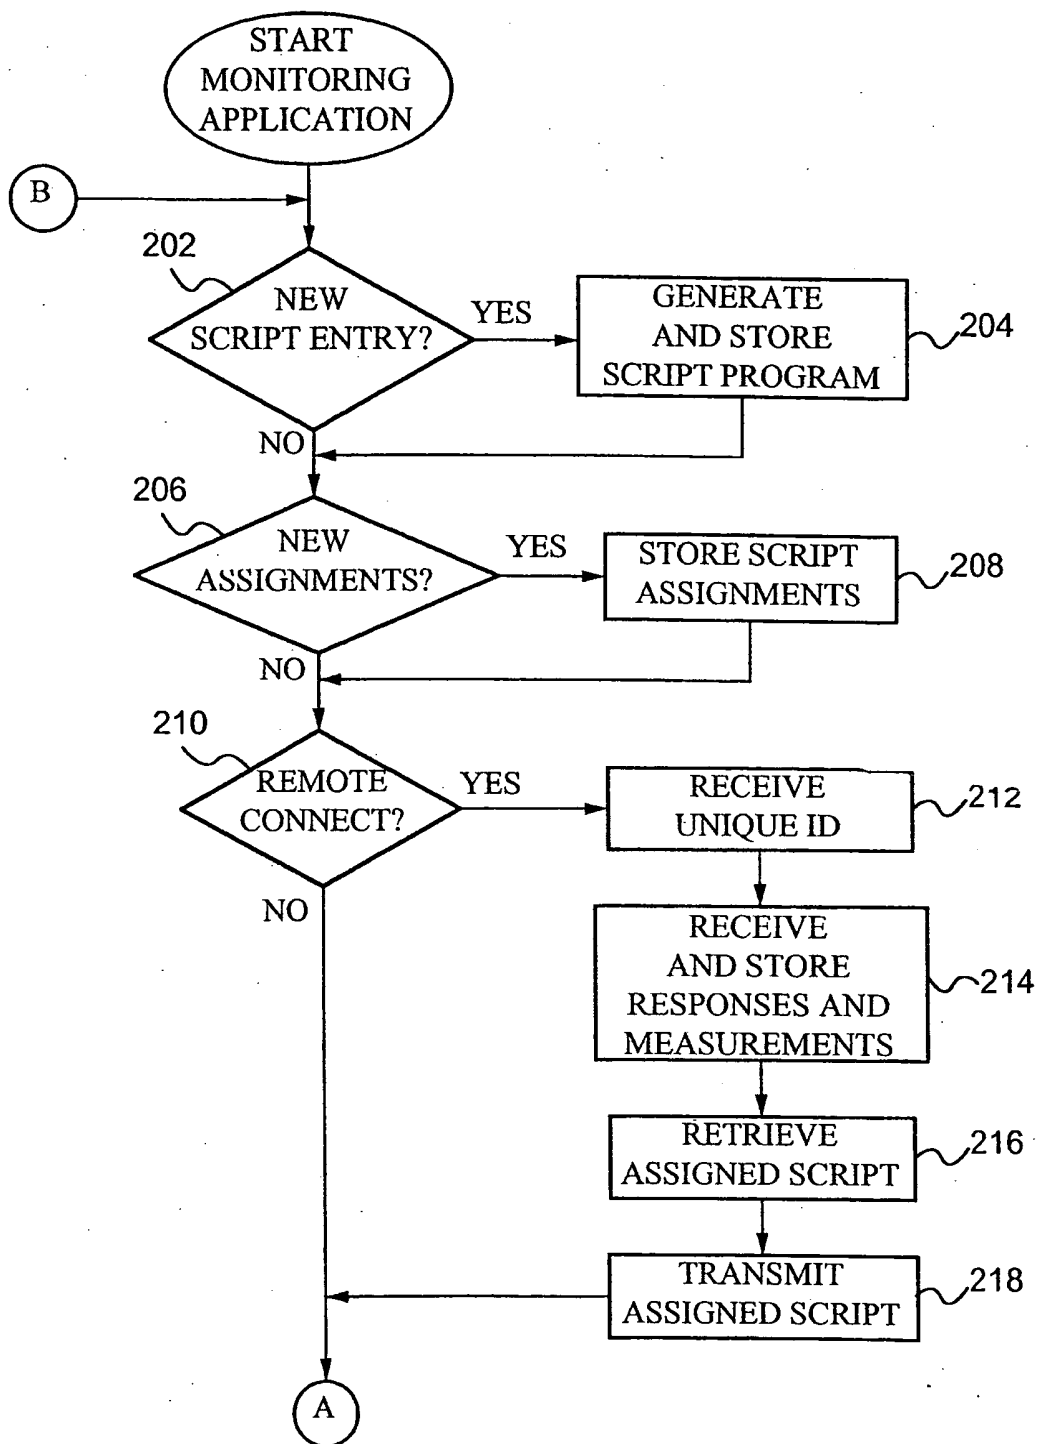 START
MONITORING
APPLICATION
B
202
NEW
SCRIPT ENTRY?
YES
GENERATE
AND STORE
SCRIPT PROGRAM
204
NO
206
NEW
ASSIGNMENTS?
YES
STORE SCRIPT
ASSIGNMENTS
208
NO
210
REMOTE
CONNECT?
YES
RECEIVE
UNIQUE ID
212
NO
RECEIVE
AND STORE
RESPONSES AND
MEASUREMENTS
214
RETRIEVE
ASSIGNED SCRIPT
216
TRANSMIT
ASSIGNED SCRIPT
218
A